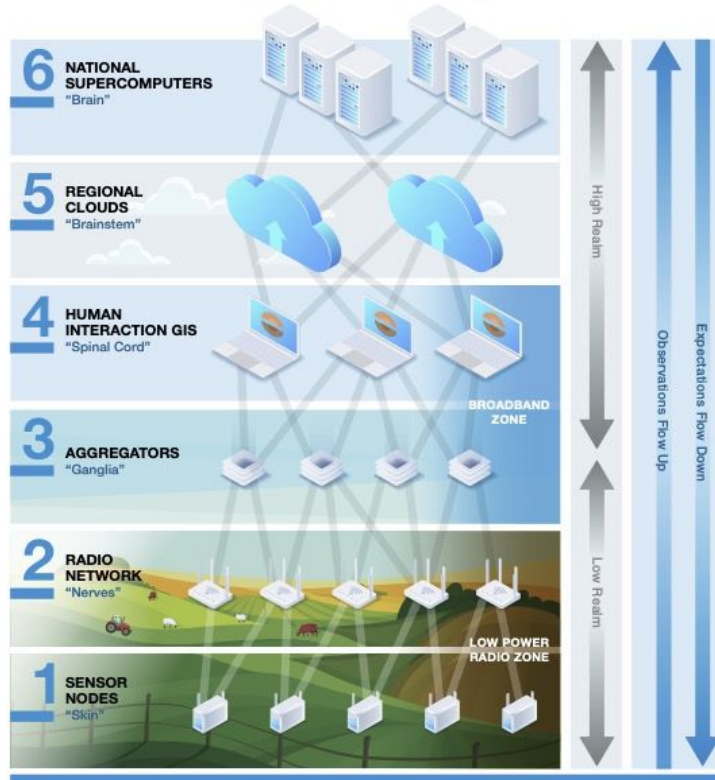 6
NATIONAL
SUPERCOMPUTERS
"Brain"
5
REGIONAL
CLOUDS
"Brainstem"
4
HUMAN
INTERACTION GIS
"Spinal Cord"
BROADBAND
ZONE
3
AGGREGATORS
"Ganglia"
2
RADIO
NETWORK
"Nerves"
LOW POWER
RADIO ZONE
1
SENSOR
NODES
"Skin"
High Realm
Low Realm
Observations Flow Up
Expectations Flow Down